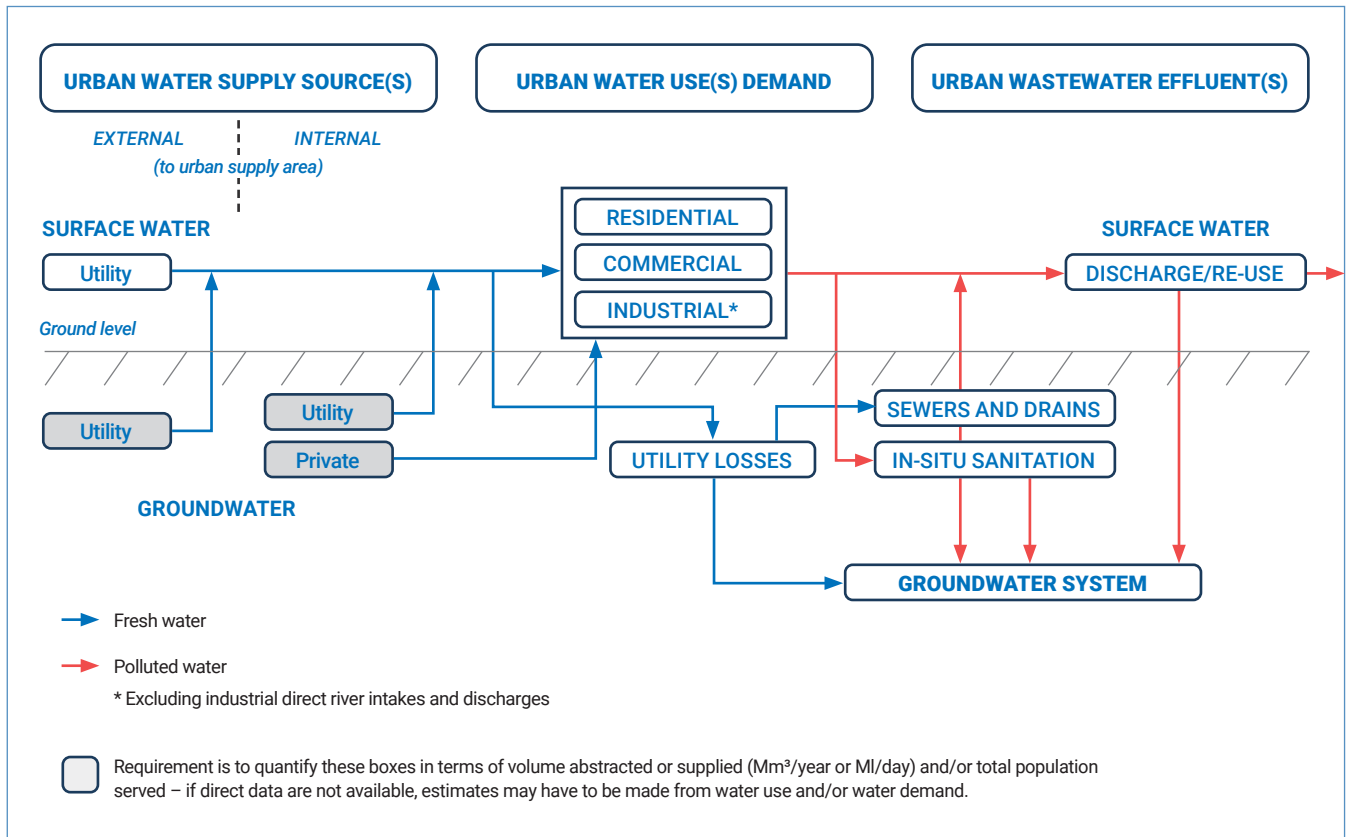 URBAN WATER SUPPLY SOURCE(S)
URBAN WATER USE(S) DEMAND
URBAN WASTEWATER EFFLUENT(S)
EXTERNAL
INTERNAL
(to urban supply area)
SURFACE WATER
Utility
Ground level
Utility
Utility
Private
GROUNDWATER
RESIDENTIAL
COMMERCIAL
INDUSTRIAL*
UTILITY LOSSES
SURFACE WATER
DISCHARGE/RE-USE
SEWERS AND DRAINS
IN-SITU SANITATION
GROUNDWATER SYSTEM
Fresh water
Polluted water
* Excluding industrial direct river intakes and discharges
Requirement is to quantify these boxes in terms of volume abstracted or supplied (Mm³/year or Ml/day) and/or total population
served – if direct data are not available, estimates may have to be made from water use and/or water demand.